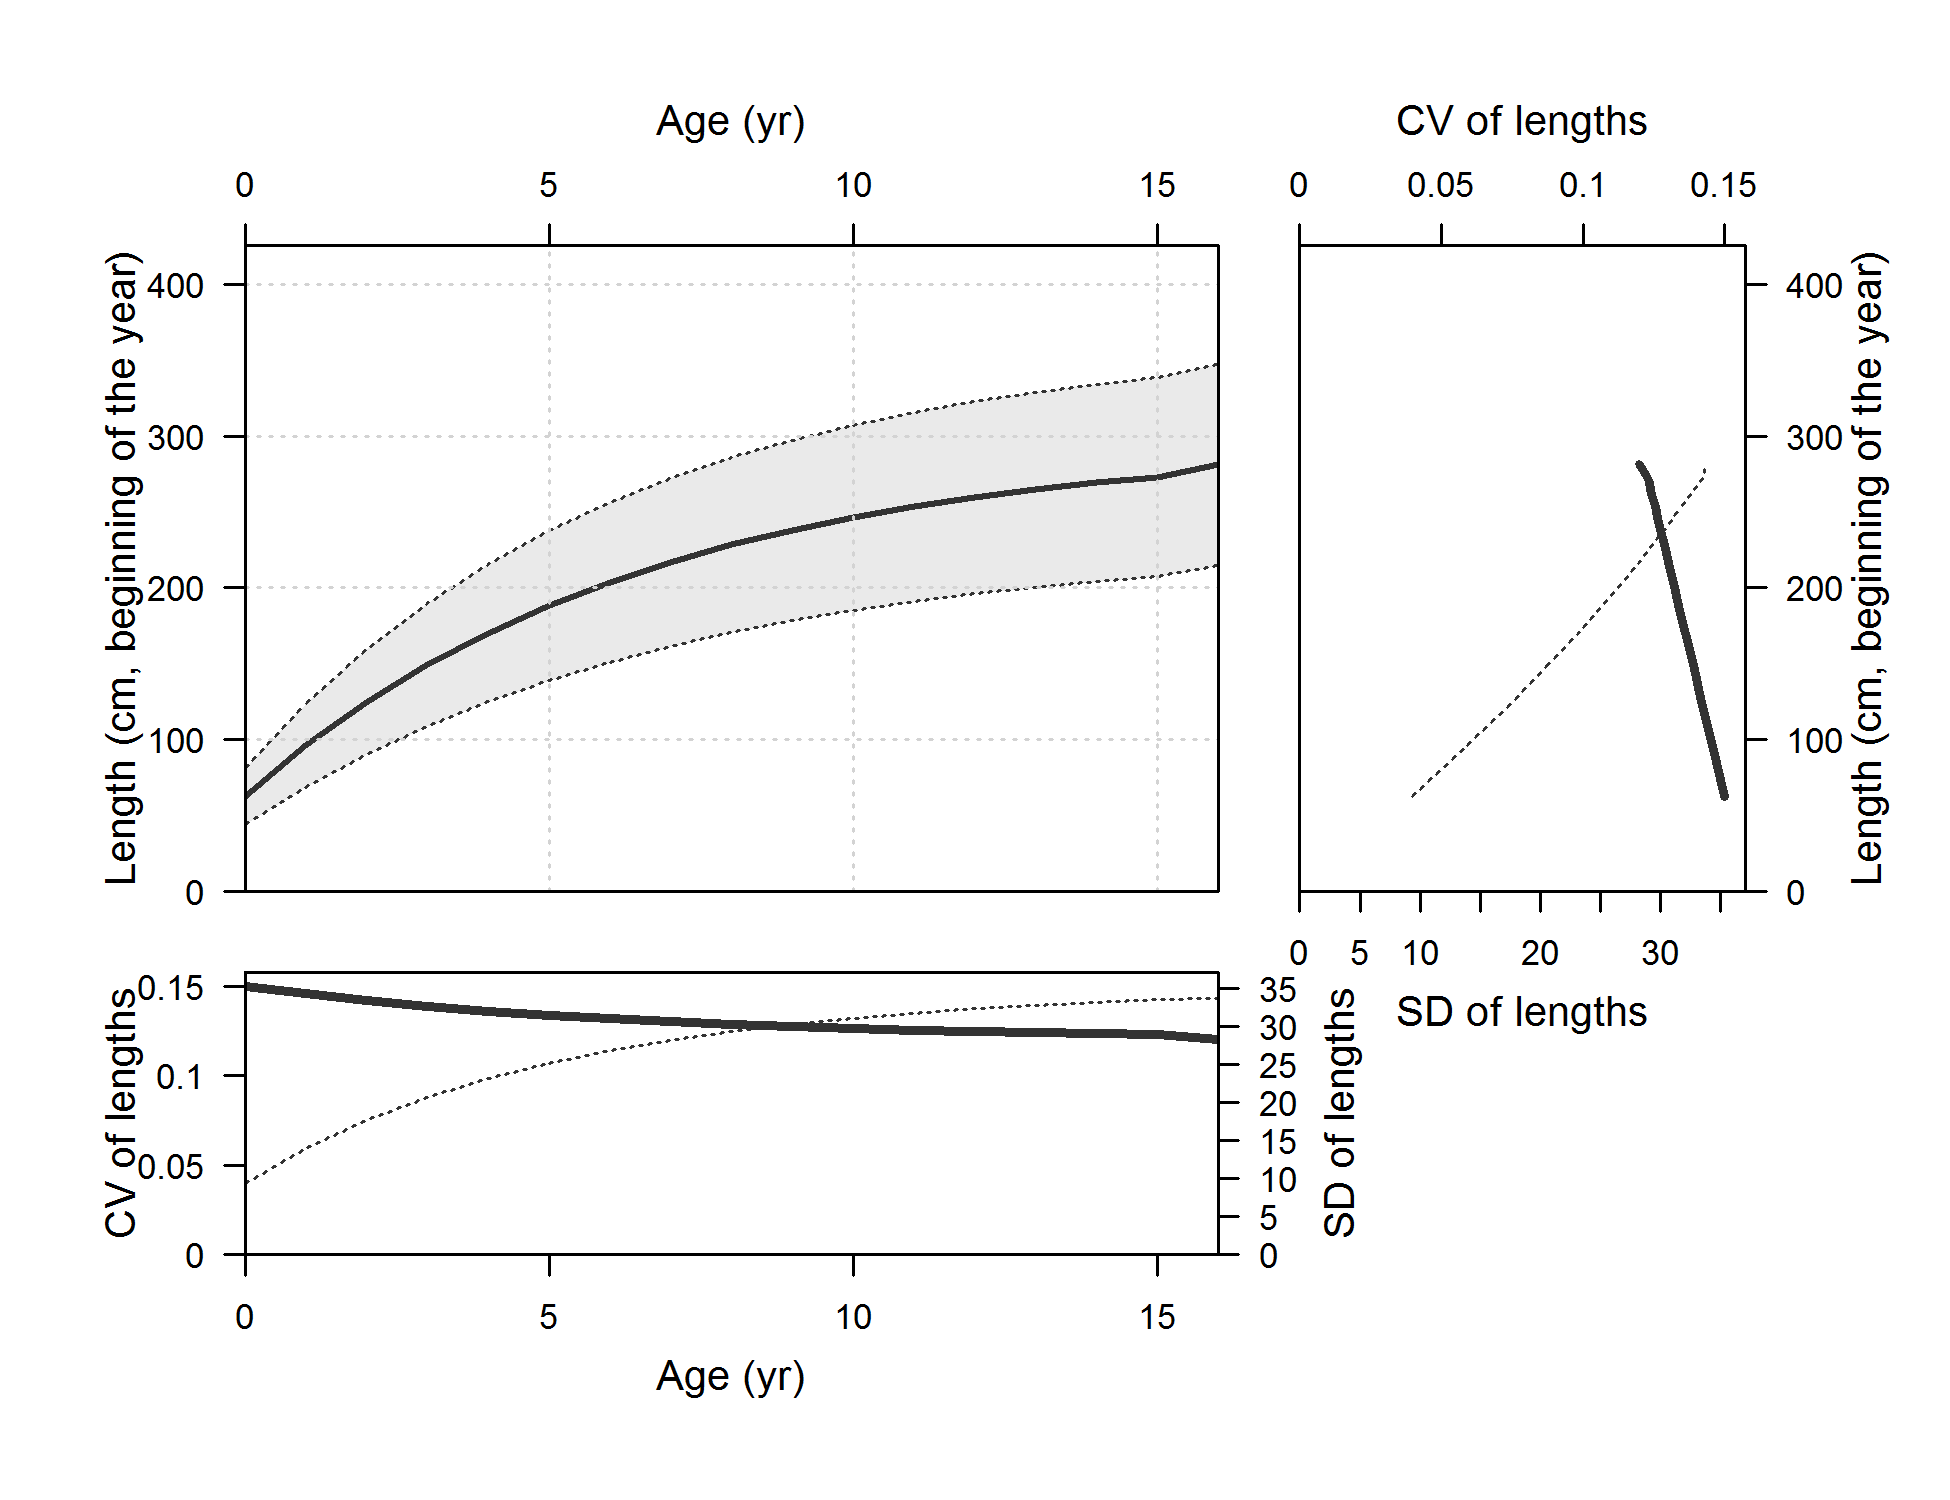 Age (yr)
CV of lengths
0 5 10 15
0 0.05 0.1 0.15
Length (cm, beginning of the year)
400
300
200
100
0
400
300
200
100
0
Length (cm, beginning of the year)
0 5 10 20 30
SD of lengths
CV of lengths
0.15
0.1
0.05
0
35
30
25
20
15
10
5
0
SD of lengths
0 5 10 15
Age (yr)